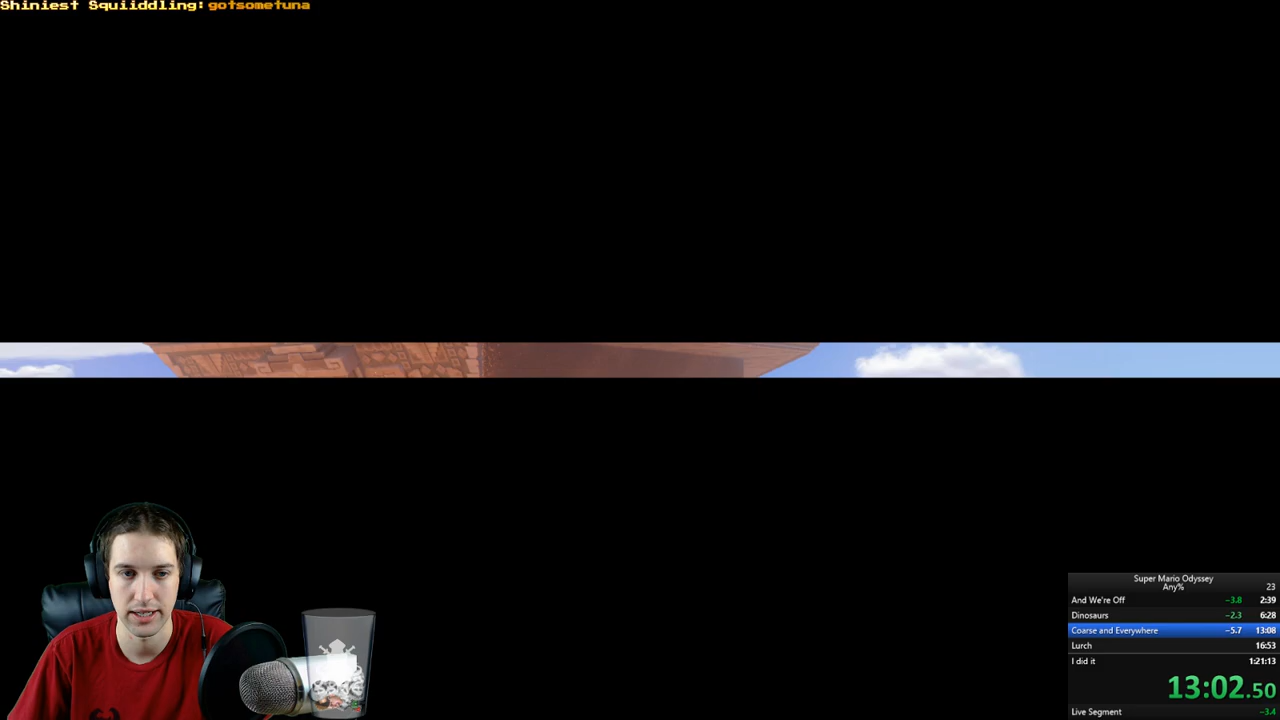 Shiniest Squiiddling: gotsometuna
Super Mario Odyssey
Any% 23
And We're Off -3.8 2:39
Dinosaurs -2.3 6:28
Coarse and Everywhere -5.7 13:08
Lurch 16:53
I did it 1:21:13
13:02.50
Live Segment -3.4